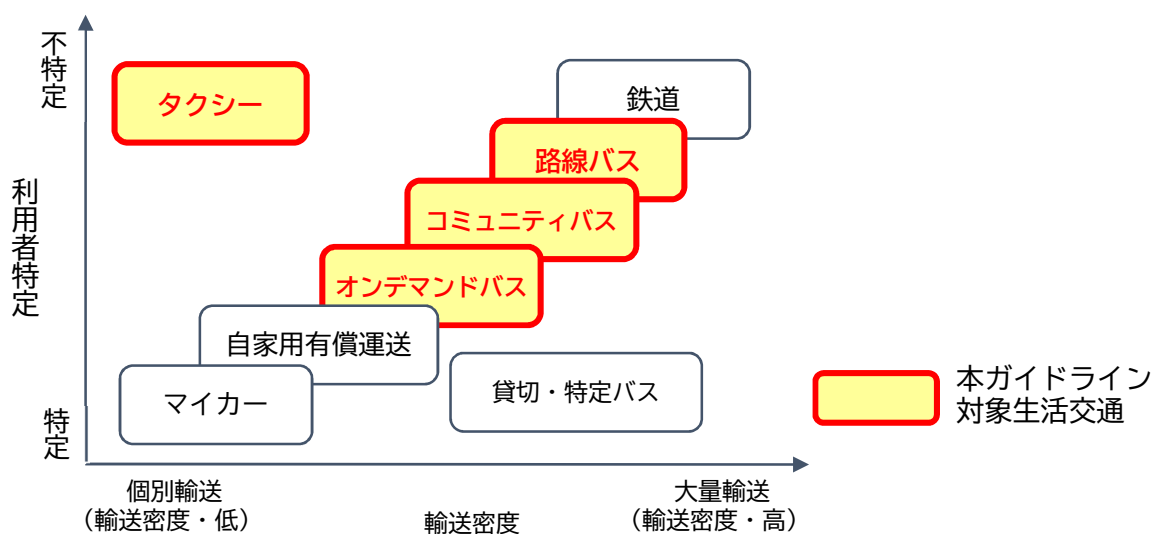 不特定
タクシー
鉄道
路線バス
コミュニティバス
オンデマンドバス
自家用有償運送
マイカー
貸切・特定バス
利用者特定
特定
本ガイドライン
対象生活交通
個別輸送
（輸送密度・低）
輸送密度
大量輸送
（輸送密度・高）